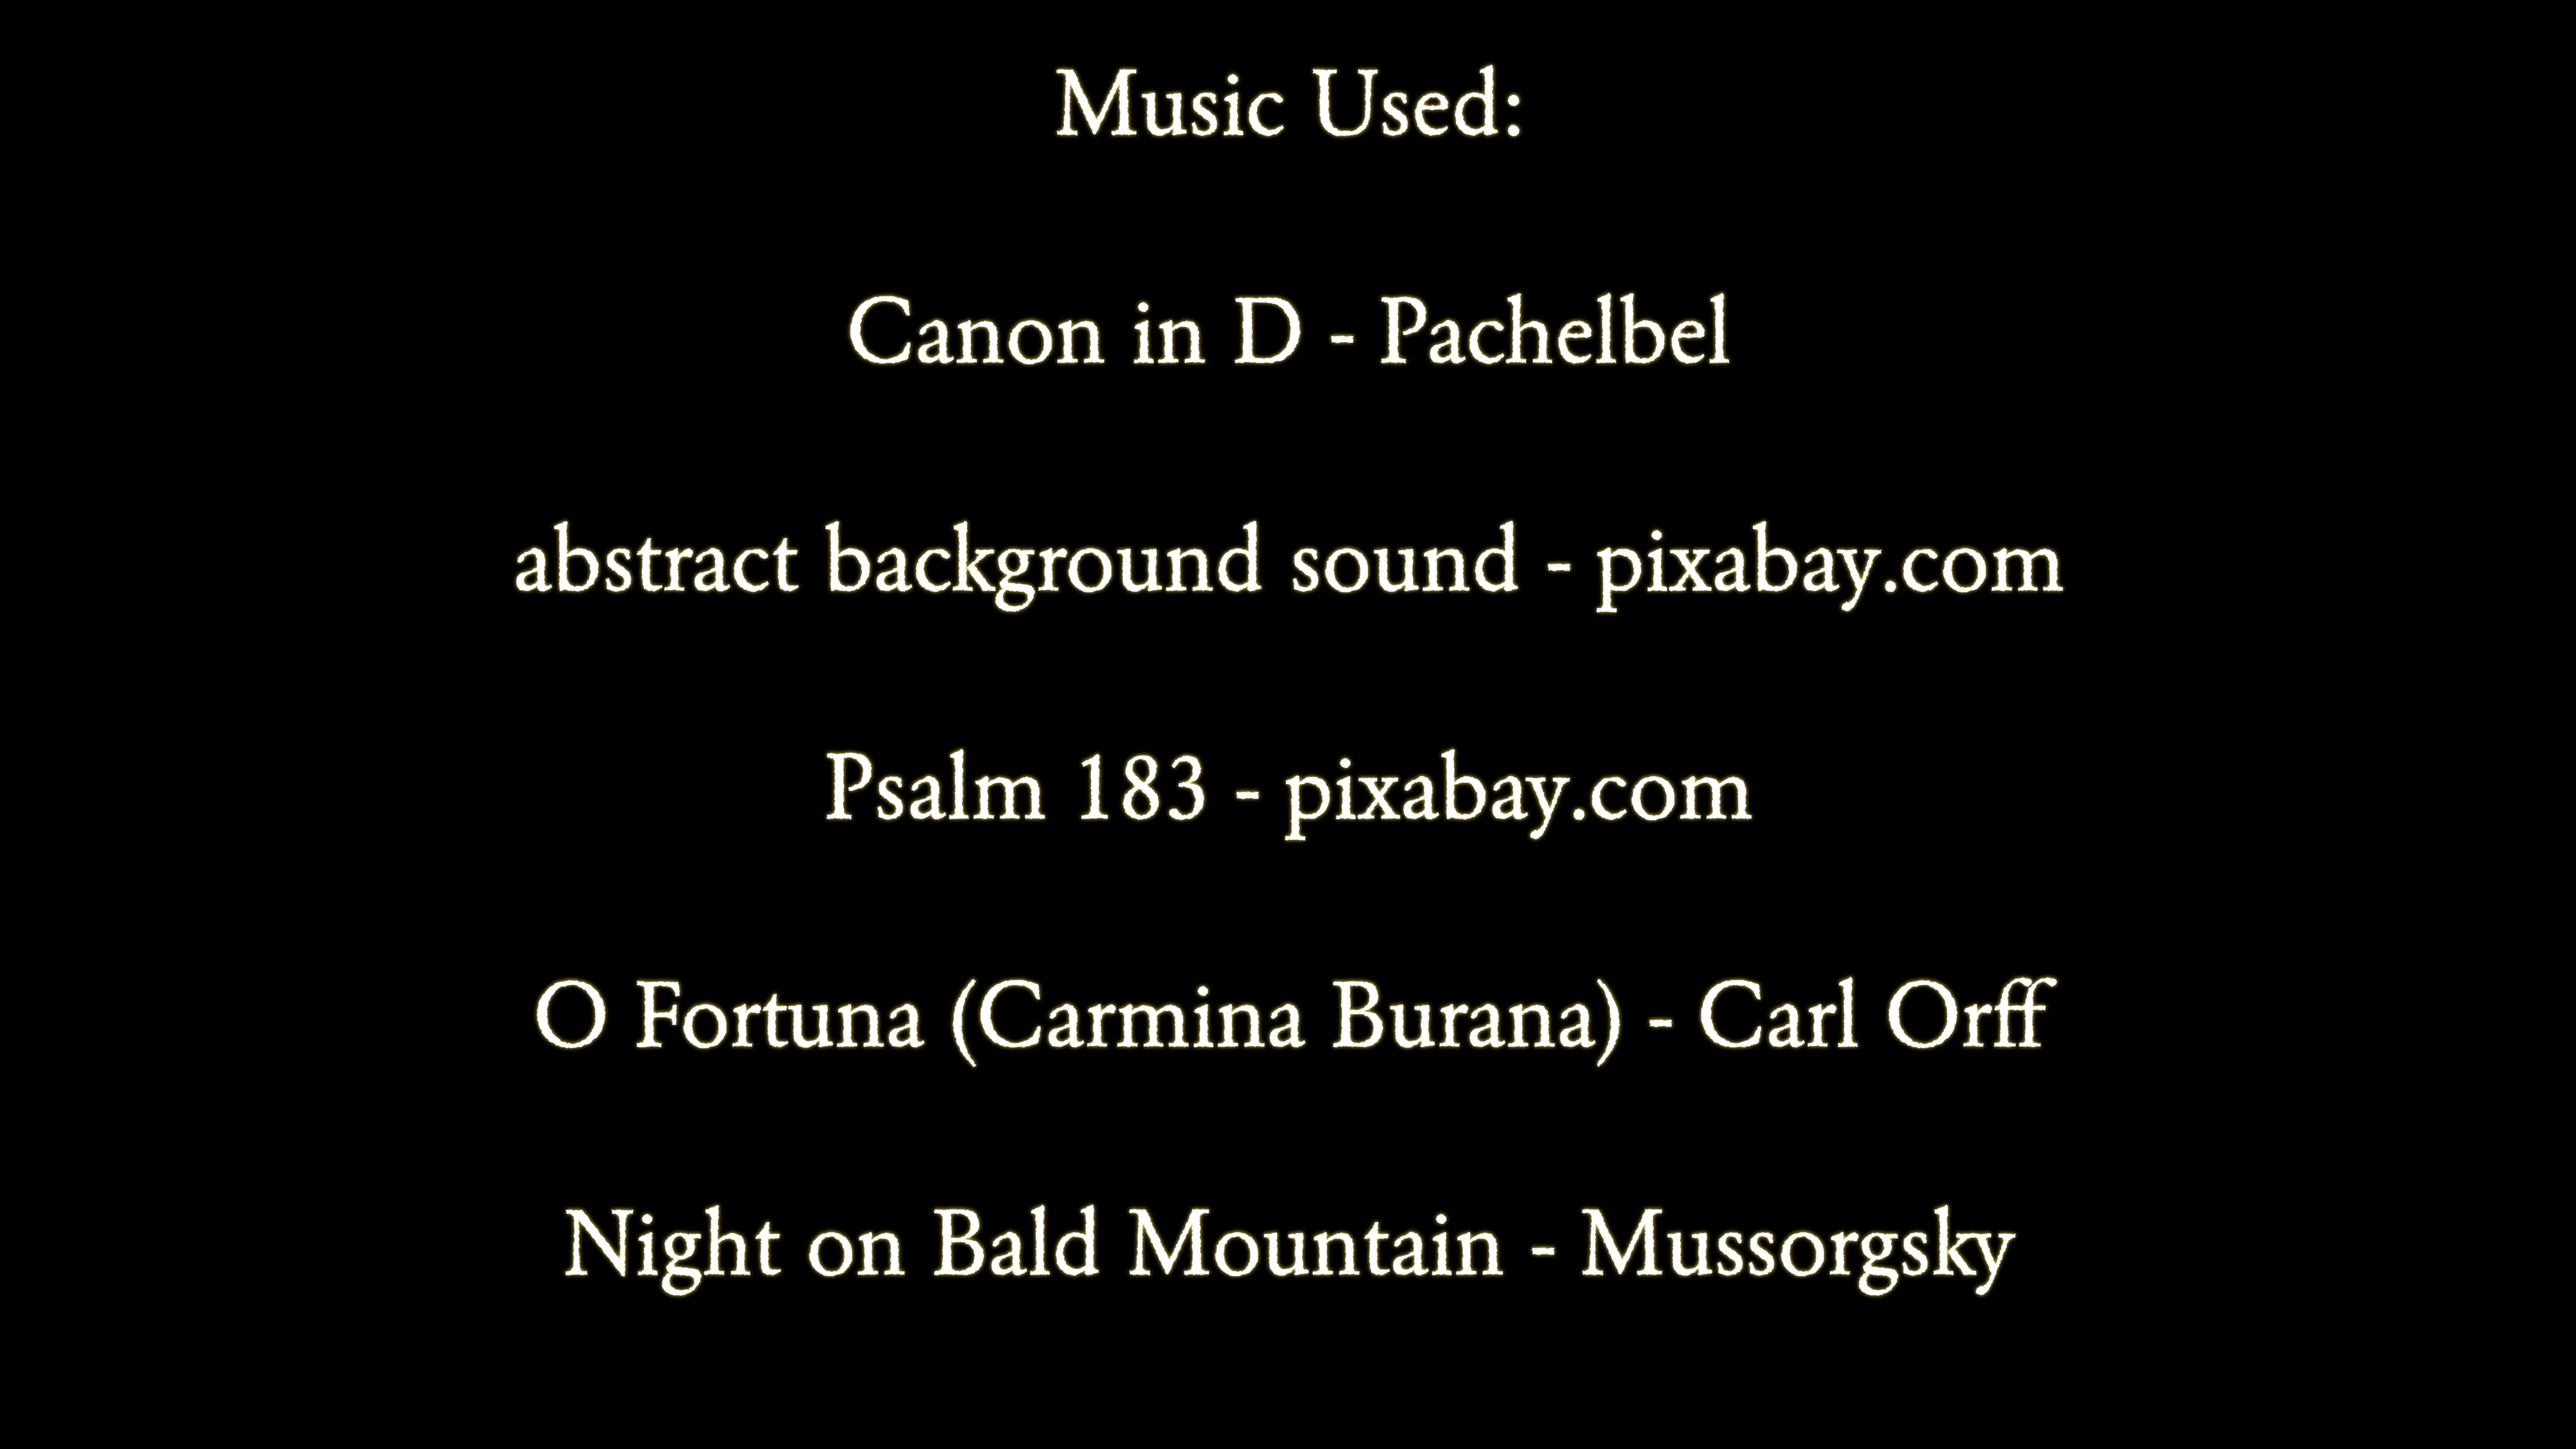 Music Used:
Canon in D - Pachelbel
abstract background sound - pixabay.com
Psalm 183 - pixabay.com
O Fortuna (Carmina Burana) - Carl Orff
Night on Bald Mountain - Mussorgsky